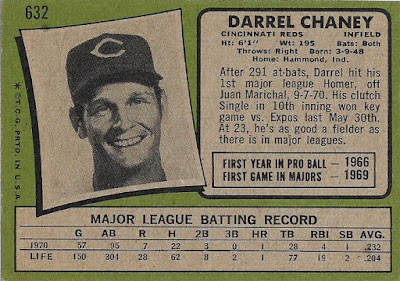 632
DARREL CHANEY
CINCINNATI REDS INFIELD
Ht: 6'1" Wt: 195 Bats: Both
Throws: Right Born: 3-9-48
Home: Hammond, Ind.
After 291 at-bats, Darrel hit his
1st major league Homer, off
Juan Marichal, 9-7-70. His clutch
Single in 10th inning won key
game vs. Expos last May 30th.
At 23, he's as good a fielder as
there is in major leagues.
FIRST YEAR IN PRO BALL — 1966
FIRST GAME IN MAJORS — 1969
©T.C.G. PRTD. IN U.S.A.
C
MAJOR LEAGUE BATTING RECORD
G AB R H 2B 3B HR TB RBI SB AVG.
1970 57 95 7 22 3 0 1 28 4 1 .232
LIFE 150 304 28 62 8 2 1 77 19 2 .204